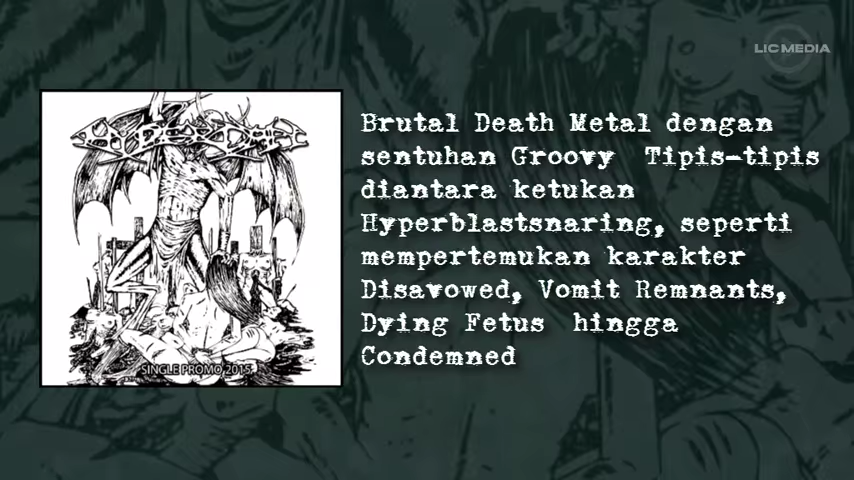 LIC MEDIA
Brutal Death Metal dengan
sentuhan Groovy Tipis-tipis
diantara ketukan
Hyperblastsnaring, seperti
mempertemukan karakter
Disavowed, Vomit Remnants,
Dying Fetus hingga
Condemned
SINGLE PROMO 2015